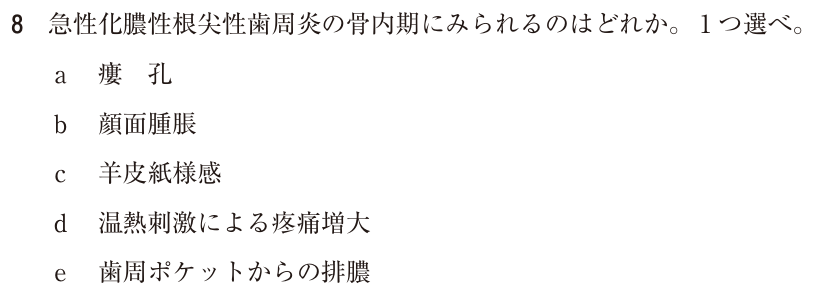 8 急性化膿性根尖性歯周炎の骨内期にみられるのはどれか。1つ選べ。
a 瘻 孔
b 顔面腫脹
c 羊皮紙様感
d 温熱刺激による疼痛増大
e 歯周ポケットからの排膿